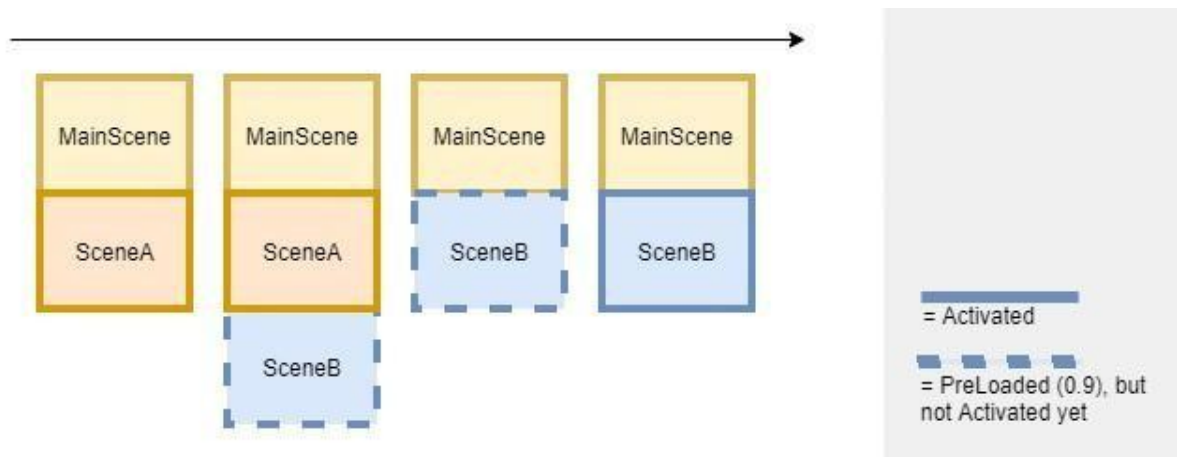 MainScene
MainScene
MainScene
MainScene
SceneA
SceneA
SceneB
SceneB
SceneB
= Activated
= PreLoaded (0.9), but
not Activated yet